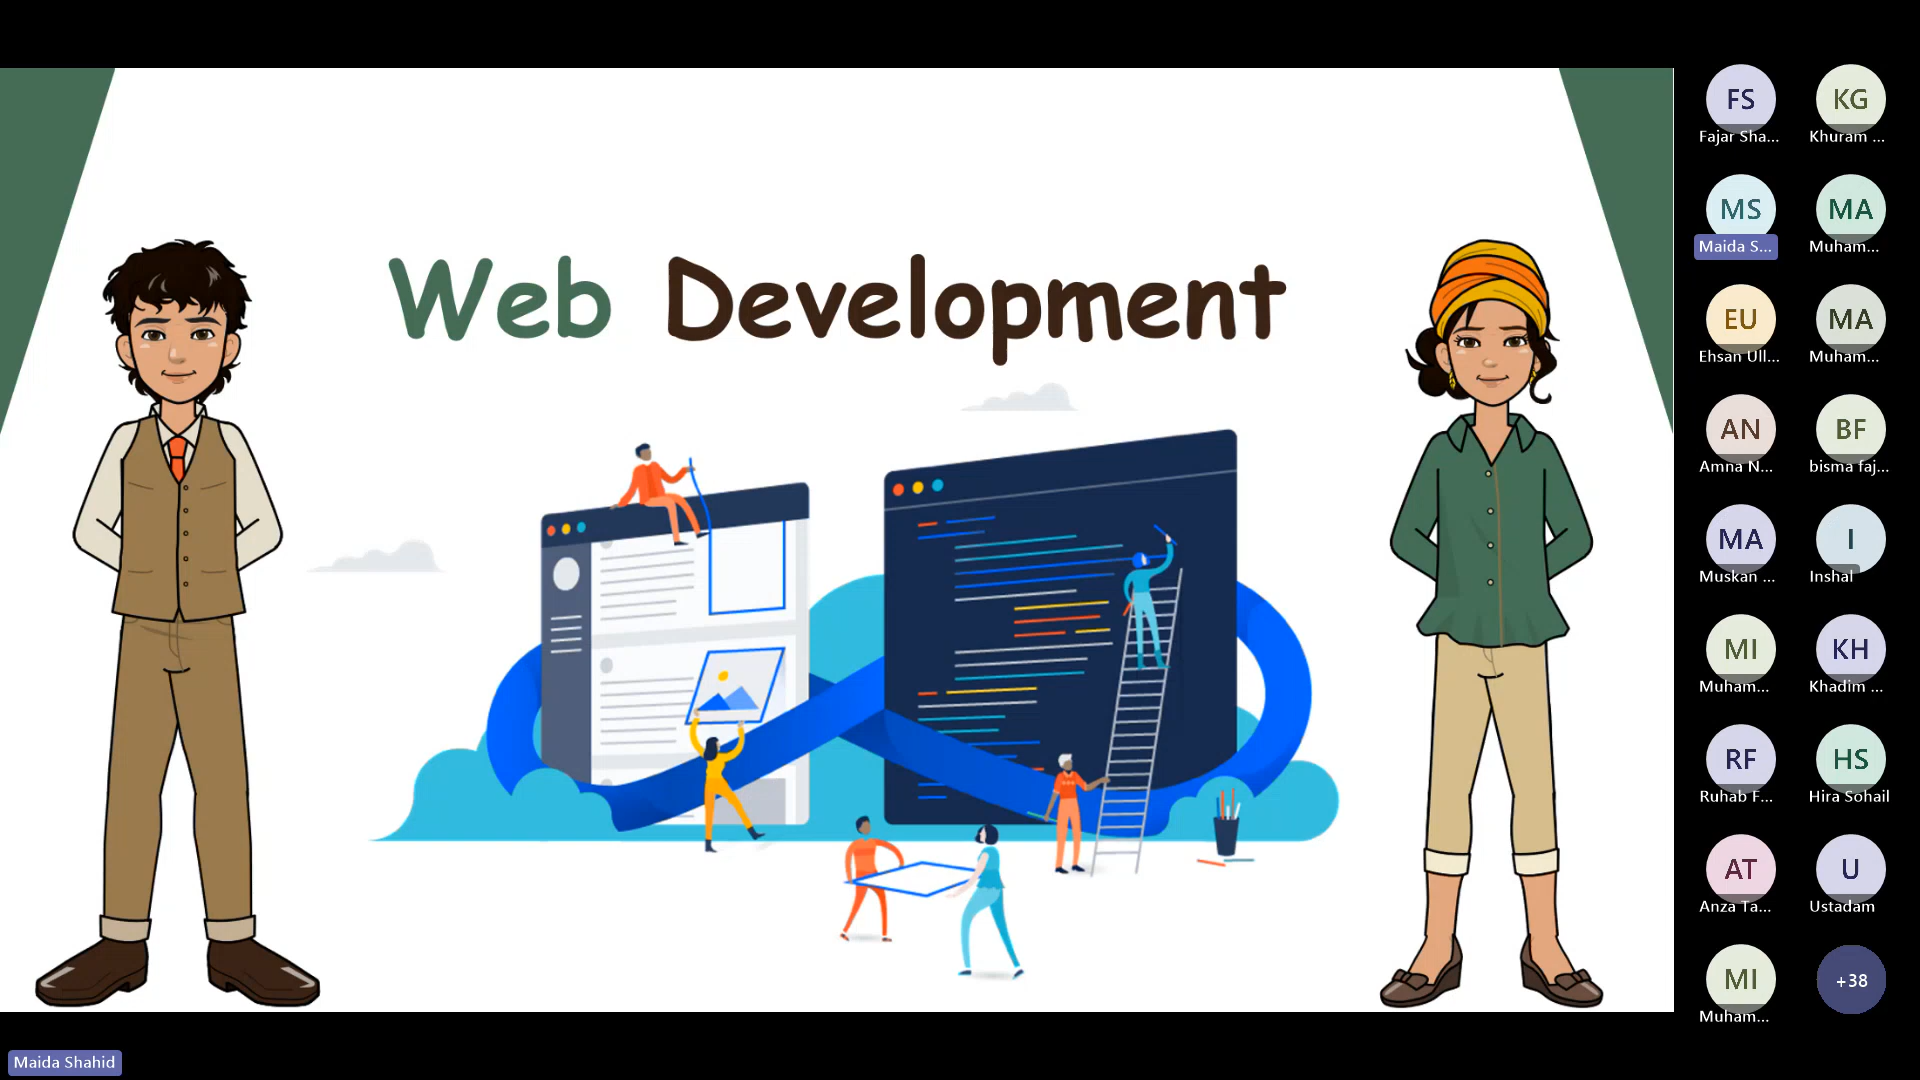 Web Development
FS
Fajar Sha...
KG
Khuram ...
MS
Maida S...
MA
Muham...
EU
Ehsan Ull...
MA
Muham...
AN
Amna N...
BF
bisma faj...
MA
Muskan ...
I
Inshal
MI
Muham...
KH
Khadim ...
RF
Ruhab F...
HS
Hira Sohail
AT
Anza Ta...
U
Ustadam
MI
Muham...
+38
Maida Shahid